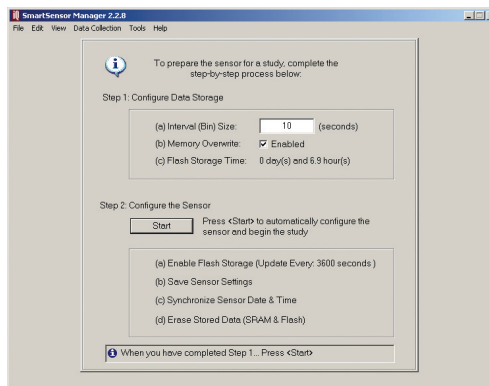 SmartSensor Manager 2.2.8
File Edit View Data Collection Tools Help
To prepare the sensor for a study, complete the
step-by-step process below:
Step 1: Configure Data Storage
(a) Interval (Bin) Size: 10 (seconds)
(b) Memory Overwrite: Enabled
(c) Flash Storage Time: 0 day(s) and 6.9 hour(s)
Step 2: Configure the Sensor
Start Press <Start> to automatically configure the
sensor and begin the study
(a) Enable Flash Storage (Update Every: 3600 seconds )
(b) Save Sensor Settings
(c) Synchronize Sensor Date & Time
(d) Erase Stored Data (SRAM & Flash)
When you have completed Step 1... Press <Start>